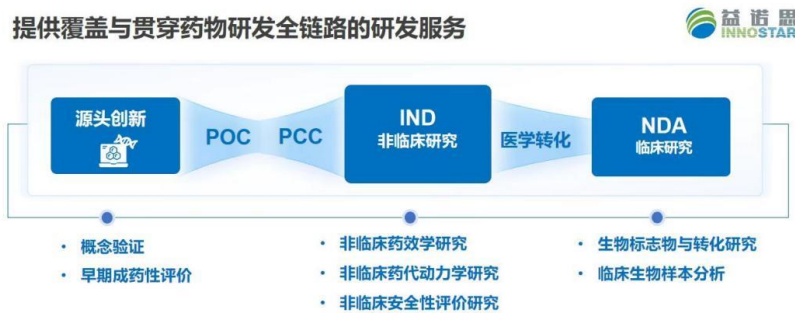 提供覆盖与贯穿药物研发全链路的研发服务
益诺思
INNOSTAR
源头创新
POC
PCC
IND
非临床研究
医学转化
NDA
临床研究
• 概念验证
• 早期成药性评价
• 非临床药效学研究
• 非临床药代动力学研究
• 非临床安全性评价研究
• 生物标志物与转化研究
• 临床生物样本分析